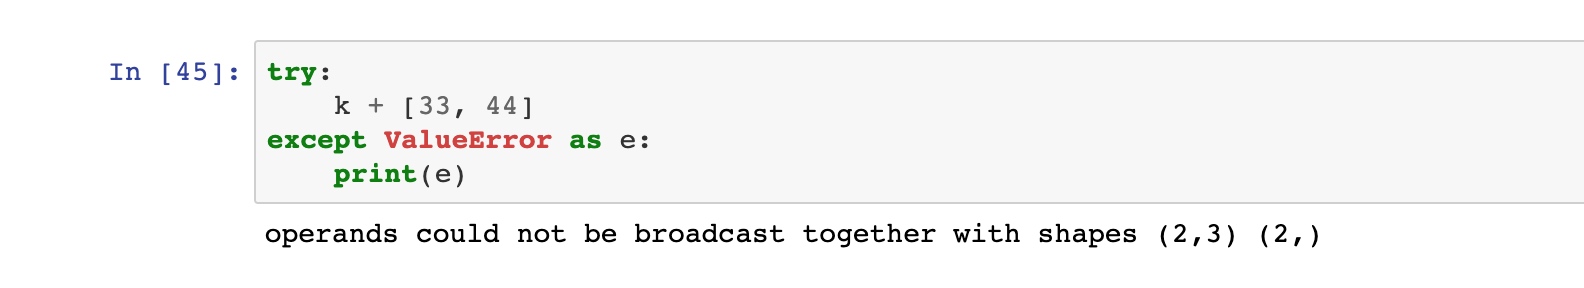 In [45]: try:
    k + [33, 44]
except ValueError as e:
    print(e)
operands could not be broadcast together with shapes (2,3) (2,)